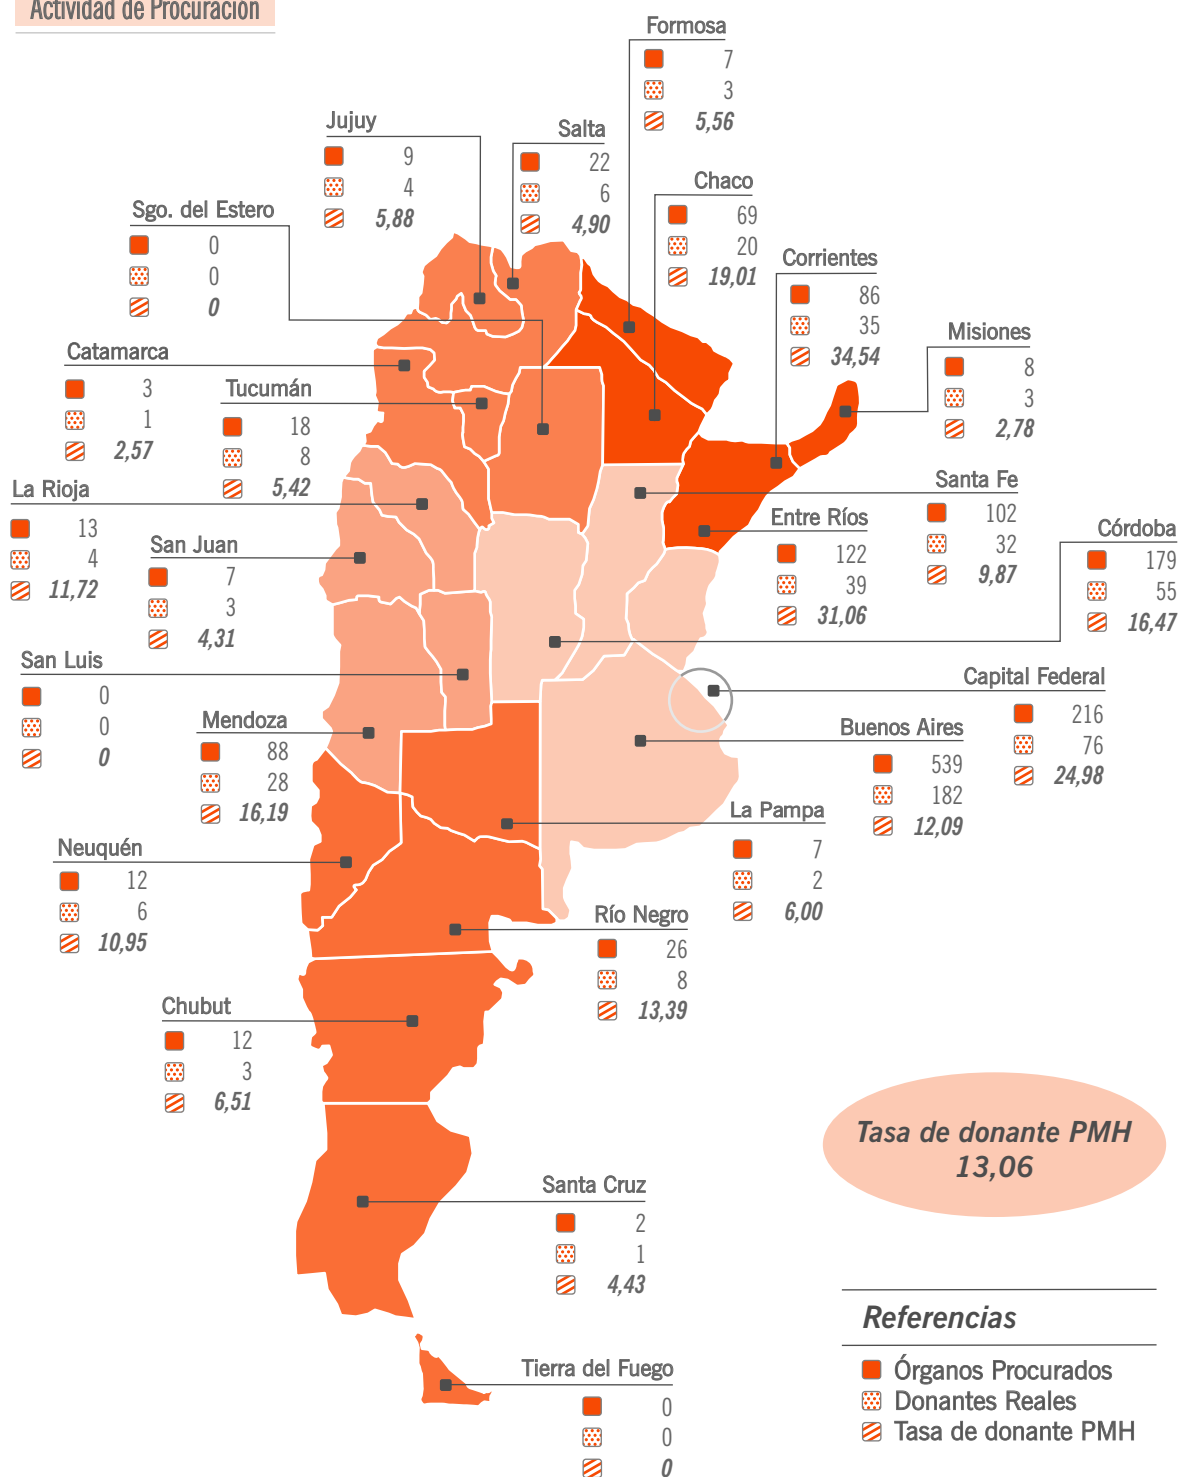 Actividad de Procuración
Formosa
7
3
5,56
Jujuy
9
4
5,88
Salta
22
6
4,90
Chaco
69
20
19,01
Sgo. del Estero
0
0
0
Corrientes
86
35
34,54
Misiones
8
3
2,78
Catamarca
3
1
2,57
Tucumán
18
8
5,42
La Rioja
13
4
11,72
San Juan
7
3
4,31
Santa Fe
102
32
9,87
Entre Ríos
122
39
31,06
Córdoba
179
55
16,47
San Luis
0
0
0
Mendoza
88
28
16,19
Capital Federal
216
76
24,98
Buenos Aires
539
182
12,09
La Pampa
7
2
6,00
Neuquén
12
6
10,95
Río Negro
26
8
13,39
Chubut
12
3
6,51
Tasa de donante PMH
13,06
Santa Cruz
2
1
4,43
Tierra del Fuego
0
0
0
Referencias
Órganos Procurados
Donantes Reales
Tasa de donante PMH